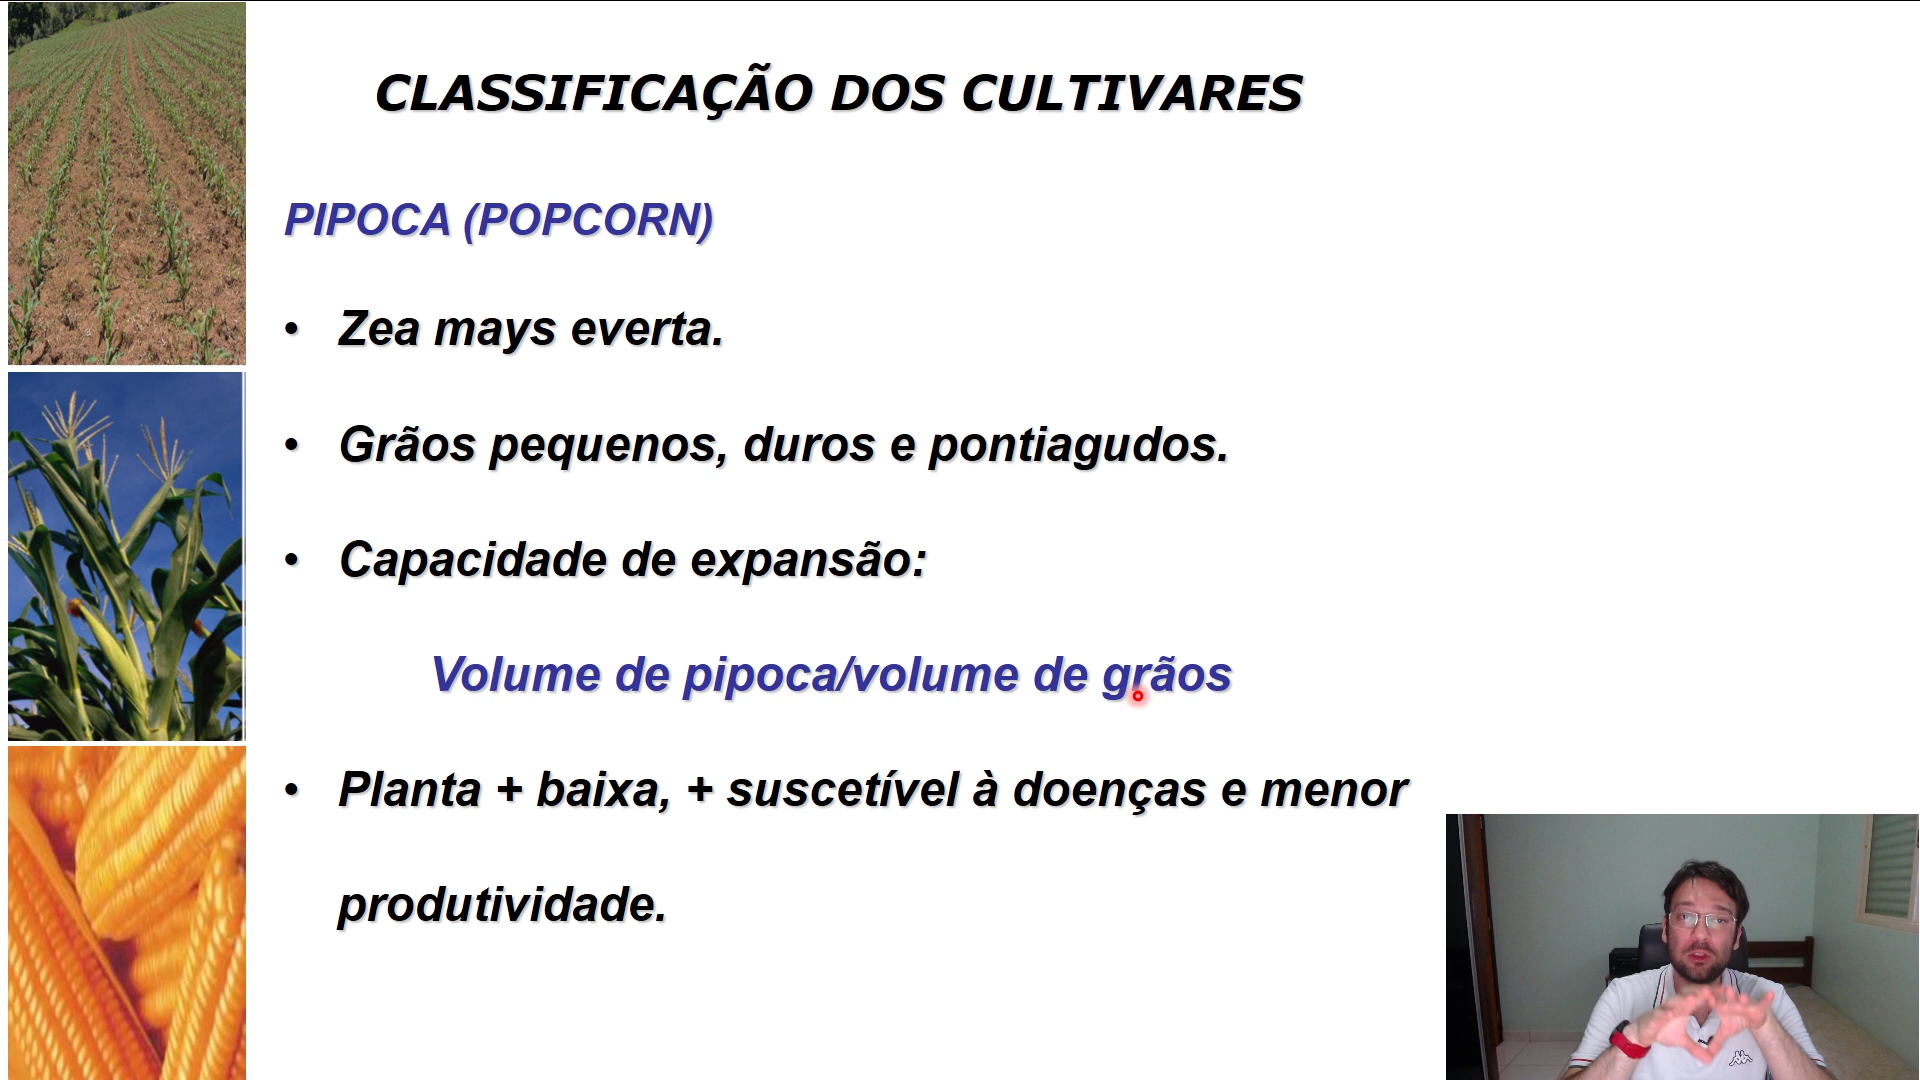 CLASSIFICAÇÃO DOS CULTIVARES
PIPOCA (POPCORN)
• Zea mays everta.
• Grãos pequenos, duros e pontiagudos.
• Capacidade de expansão:
Volume de pipoca/volume de grãos
• Planta + baixa, + suscetível à doenças e menor
produtividade.